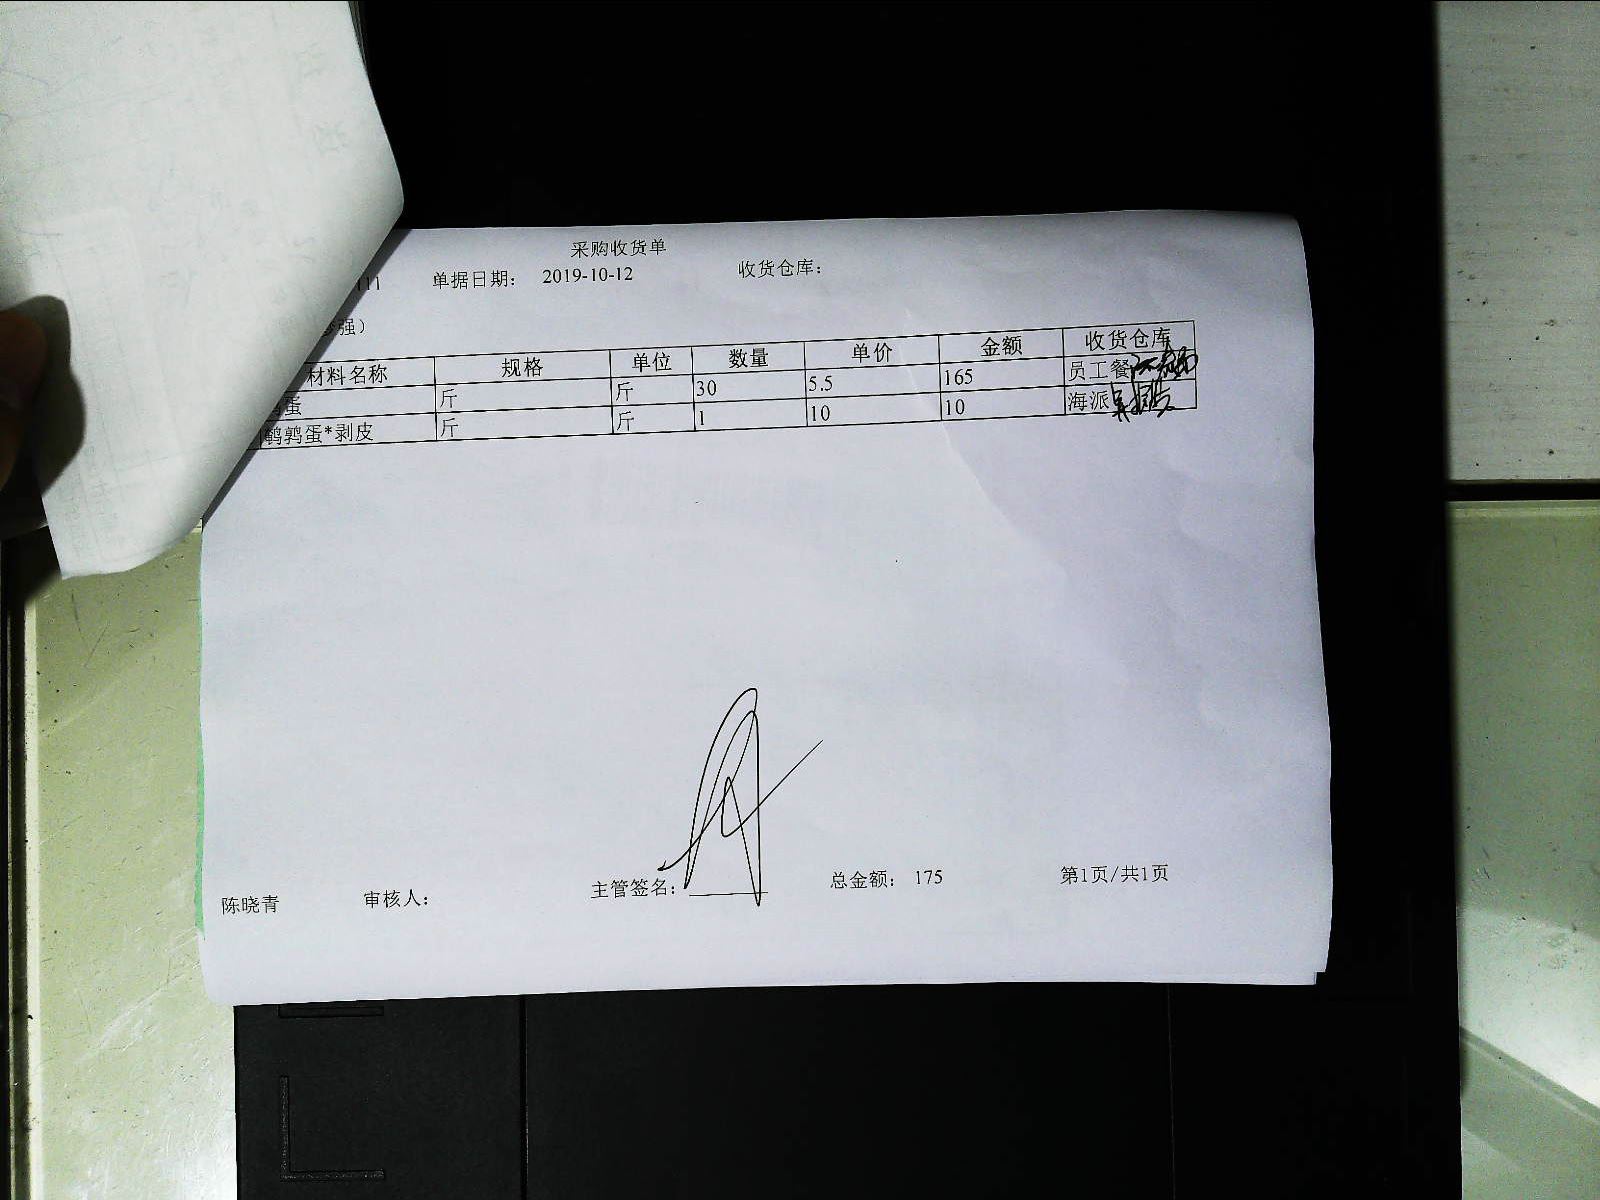 采购收货单
111 单据日期： 2019-10-12 收货仓库：
强）
材料名称 规格 单位 数量 单价 金额 收货仓库
蛋 斤 斤 30 5.5 165 员工餐
鹌鹑蛋*剥皮 斤 斤 1 10 10 海派
陈晓青 审核人： 主管签名： 总金额： 175 第1页/共1页